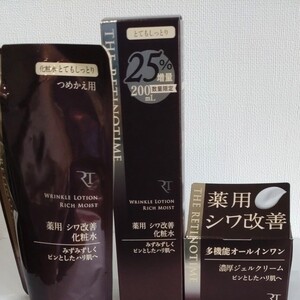 化粧水 とてもしっとり
つめかえ用
RT
WRINKLE LOTION
RICH MOIST
薬用 シワ改善
化粧水
みずみずしく
ピンとしたハリ肌へ
とてもしっとり
25%
増量
200mL
数量限定
THE RETINOTIME
RT
WRINKLE LOTION
RICH MOIST
薬用 シワ改善
化粧水
みずみずしく
ピンとしたハリ肌へ
THE RETINOTIME
薬用
シワ改善
多機能オールインワン
濃厚ジェルクリーム
ピンとしたハリ肌へ
RT